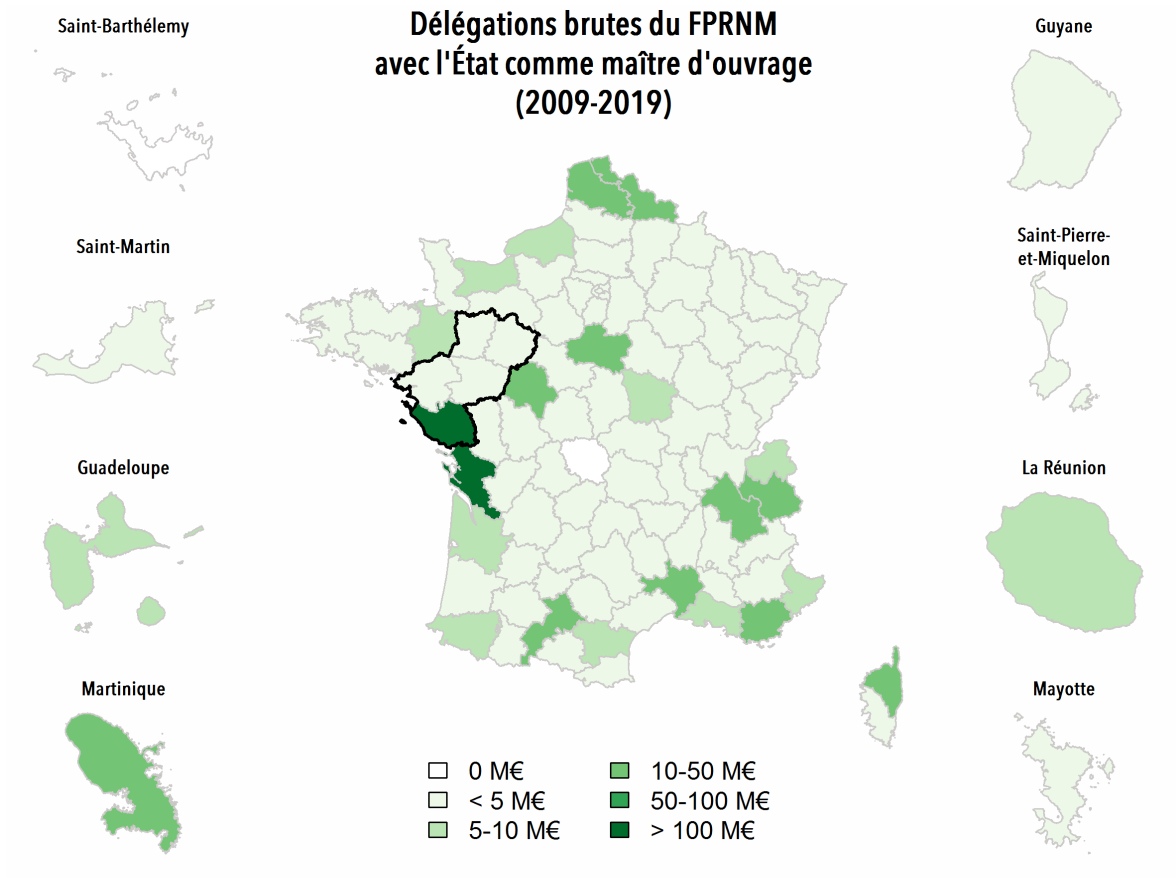 Délégations brutes du FPRNM
avec l'État comme maître d'ouvrage
(2009-2019)
Saint-Barthélemy
Saint-Martin
Guadeloupe
Martinique
Guyane
Saint-Pierre-
et-Miquelon
La Réunion
Mayotte
0 M€
< 5 M€
5-10 M€
10-50 M€
50-100 M€
> 100 M€